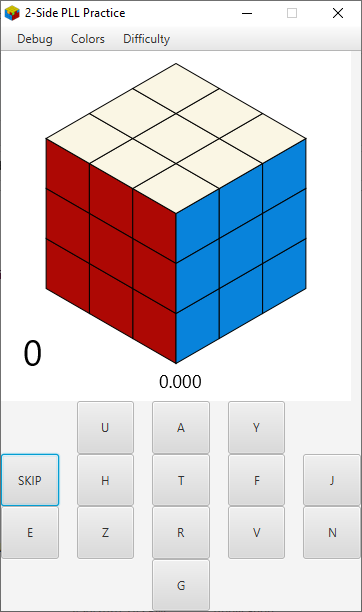 2-Side PLL Practice
Debug Colors Difficulty
0
0.000
U A Y
SKIP H T F J
E Z R V N
G